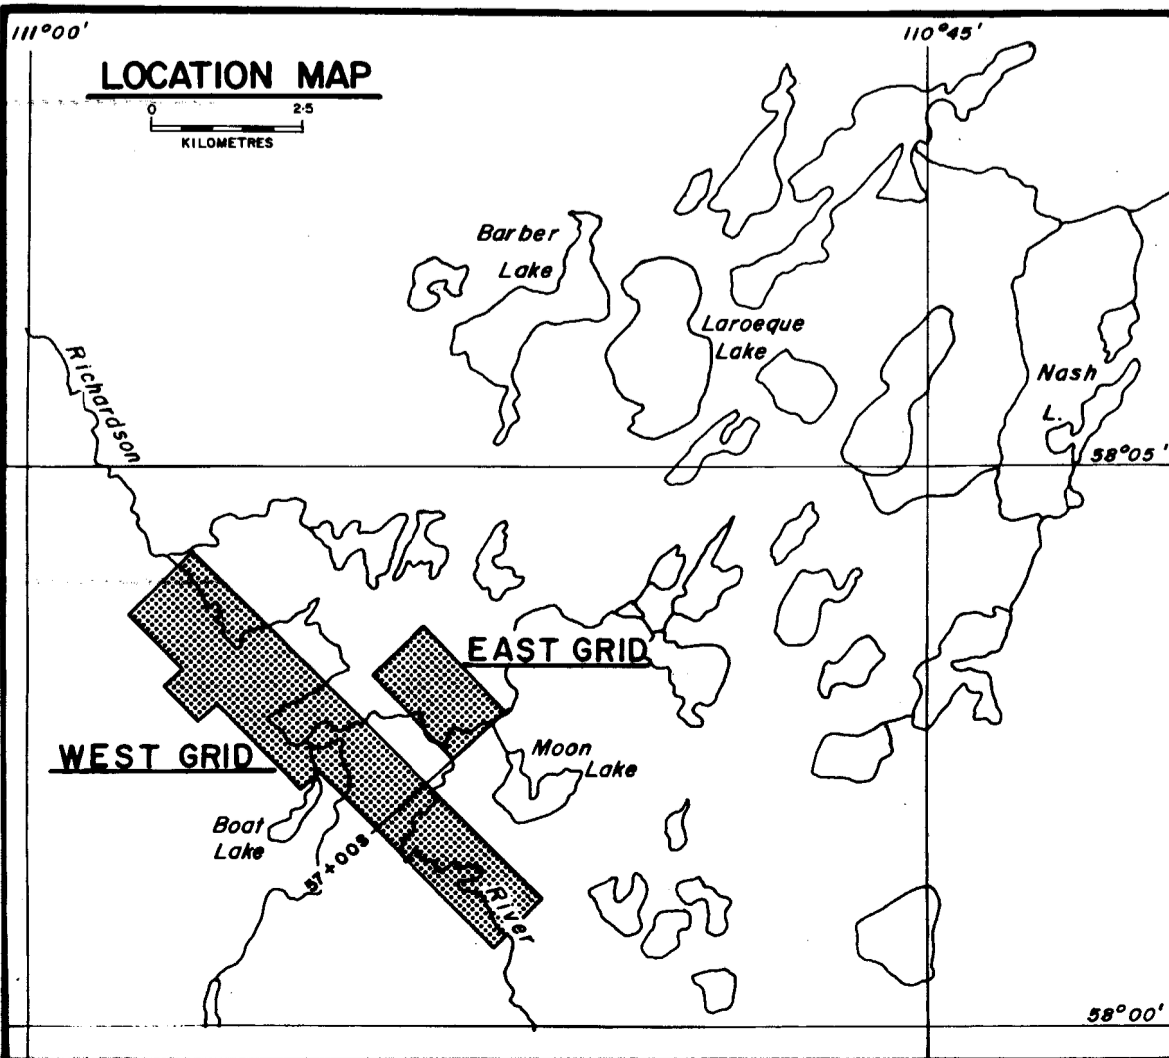 111°00'
110°45'
LOCATION MAP
0 2·5
KILOMETRES
Barber
Lake
Laroeque
Lake
Richardson
Nash
L.
58°05'
EAST GRID
WEST GRID
Moon
Lake
Boat
Lake
57+00S
River
58°00'